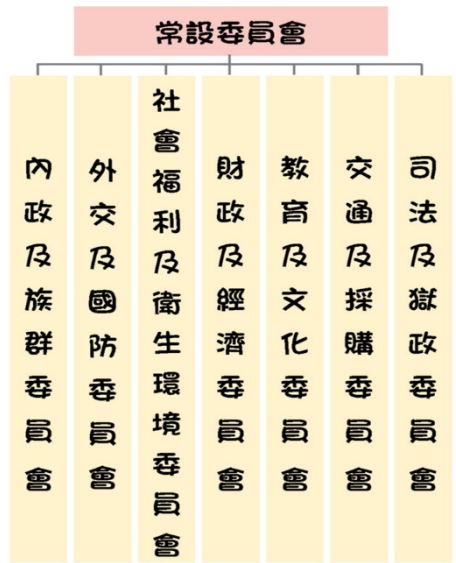 常設委員會
內政及族群委員會
外交及國防委員會
社會福利及衛生環境委員會
財政及經濟委員會
教育及文化委員會
交通及採購委員會
司法及獄政委員會